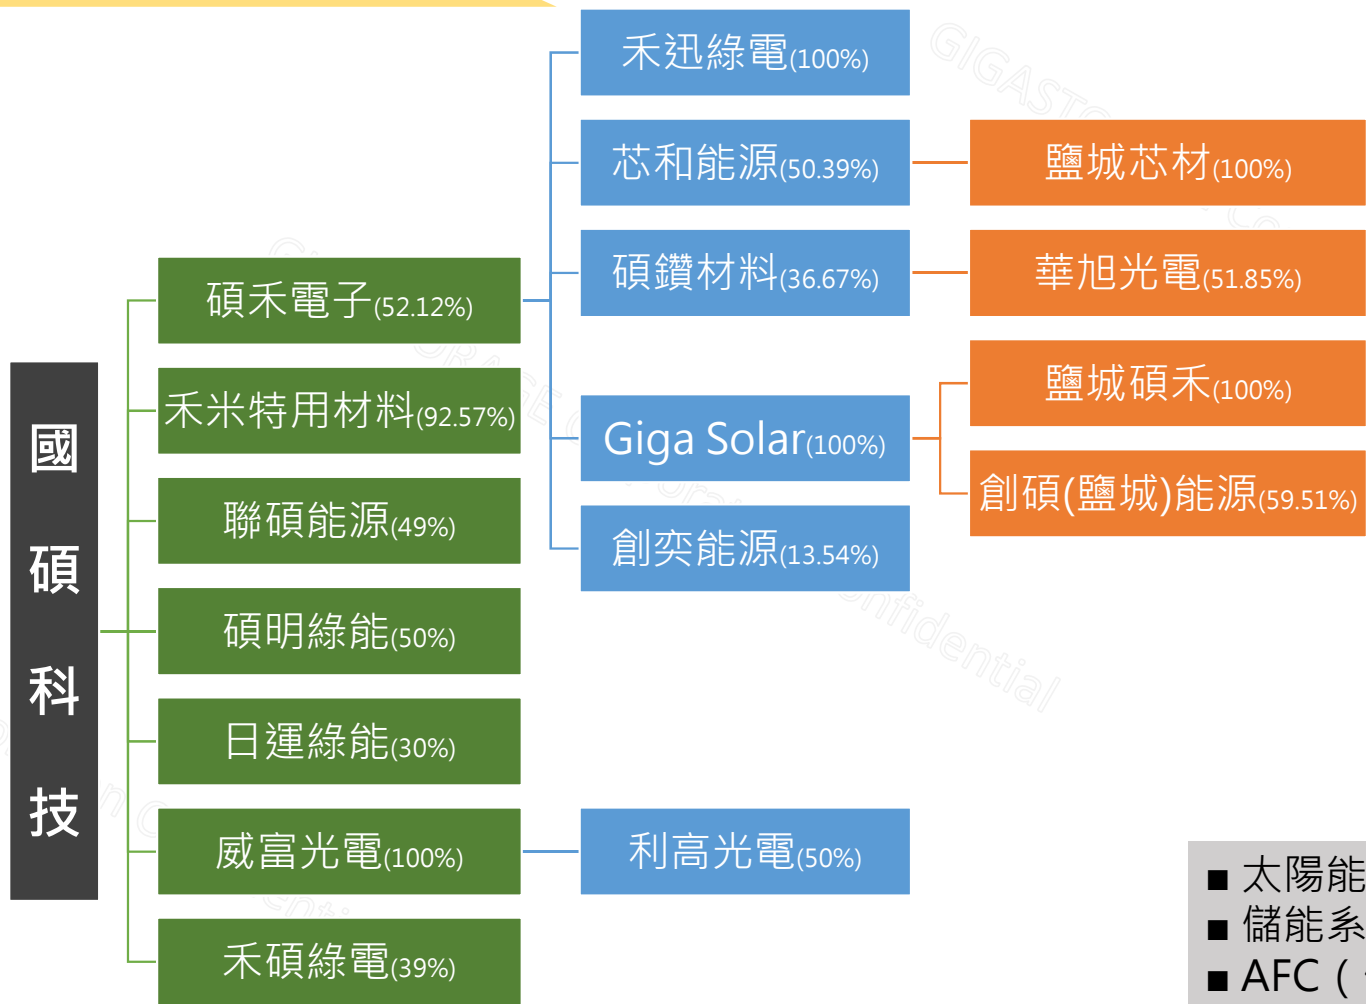 國碩科技
碩禾電子(52.12%)
禾米特用材料(92.57%)
聯碩能源(49%)
碩明綠能(50%)
日運綠能(30%)
威富光電(100%)
禾碩綠電(39%)
禾迅綠電(100%)
芯和能源(50.39%)
碩鑽材料(36.67%)
Giga Solar(100%)
創奕能源(13.54%)
利高光電(50%)
鹽城芯材(100%)
華旭光電(51.85%)
鹽城碩禾(100%)
創碩(鹽城)能源(59.51%)
■ 太陽能
■ 儲能系
■ AFC (